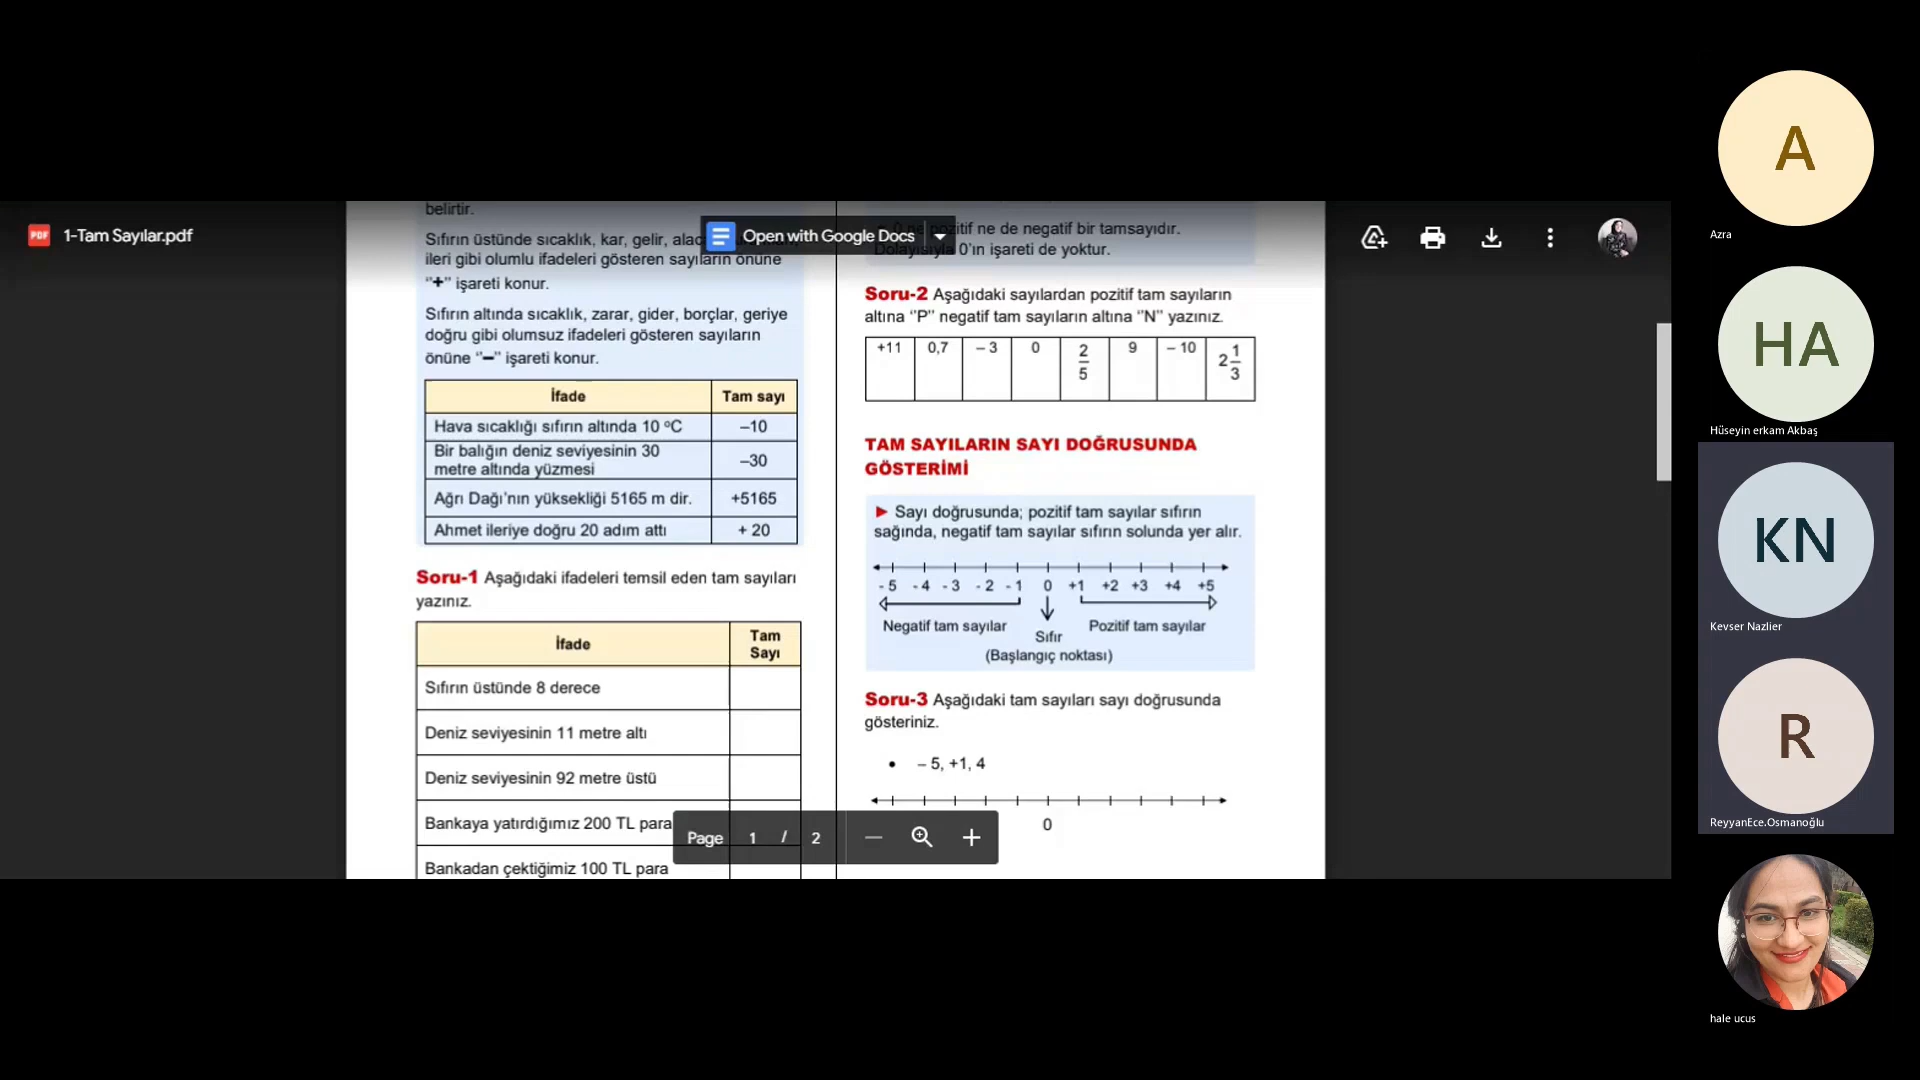 1-Tam Sayılar.pdf
Open with Google Docs
belirtir.
Sıfırın üstünde sıcaklık, kar, gelir,
ileri gibi olumlu ifadeleri gösteren sayıların önüne
“+” işareti konur.
Sıfırın altında sıcaklık, zarar, gider, borçlar, geriye
doğru gibi olumsuz ifadeleri gösteren sayıların
önüne “–” işareti konur.
İfade Tam sayı
Hava sıcaklığı sıfırın altında 10 ºC –10
Bir balığın deniz seviyesinin 30
metre altında yüzmesi –30
Ağrı Dağı’nın yüksekliği 5165 m dir. +5165
Ahmet ileriye doğru 20 adım attı + 20
Soru-1 Aşağıdaki ifadeleri temsil eden tam sayıları
yazınız.
İfade Tam
Sayı
Sıfırın üstünde 8 derece
Deniz seviyesinin 11 metre altı
Deniz seviyesinin 92 metre üstü
Bankaya yatırdığımız 200 TL para
Bankadan çektiğimiz 100 TL para
0 ne pozitif ne de negatif bir tamsayıdır.
Dolayısıyla 0’ın işareti de yoktur.
Soru-2 Aşağıdaki sayılardan pozitif tam sayıların
altına “P” negatif tam sayıların altına “N” yazınız.
+11 0,7 – 3 0 2/5 9 – 10 2 1/3
TAM SAYILARIN SAYI DOĞRUSUNDA
GÖSTERİMİ
► Sayı doğrusunda; pozitif tam sayılar sıfırın
sağında, negatif tam sayılar sıfırın solunda yer alır.
- 5 - 4 - 3 - 2 - 1 0 +1 +2 +3 +4 +5
Negatif tam sayılar Sıfır Pozitif tam sayılar
(Başlangıç noktası)
Soru-3 Aşağıdaki tam sayıları sayı doğrusunda
gösteriniz.
• – 5, +1, 4
0
Page 1 / 2
A
Azra
HA
Hüseyin erkam Akbaş
KN
Kevser Nazlıer
R
ReyyanEce.Osmanoğlu
hale ucus